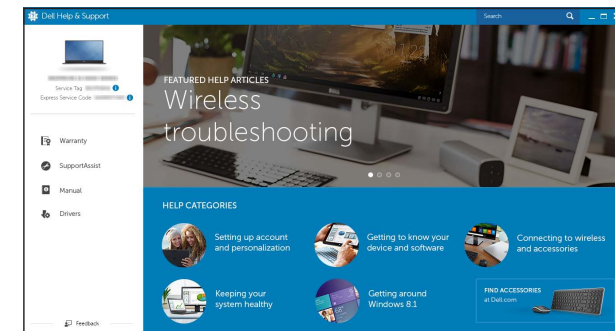 Dell Help & Support
Search
Service Tag
Express Service Code
Warranty
SupportAssist
Manual
Drivers
Feedback
FEATURED HELP ARTICLES
Wireless
troubleshooting
HELP CATEGORIES
Setting up account
and personalization
Getting to know your
device and software
Connecting to wireless
and accessories
Keeping your
system healthy
Getting around
Windows 8.1
FIND ACCESSORIES
at Dell.com